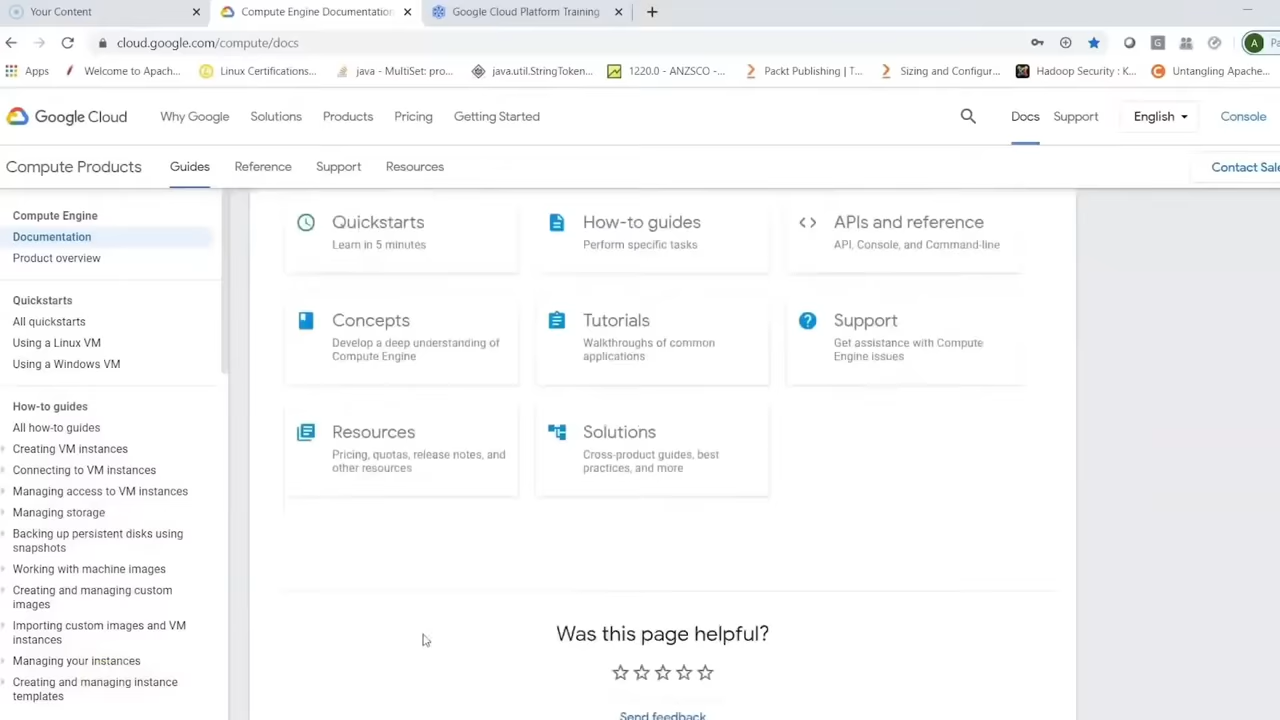 Your Content
Compute Engine Documentation
Google Cloud Platform Training
cloud.google.com/compute/docs
A
Apps
Welcome to Apach...
Linux Certifications...
java - MultiSet: pro...
java.util.StringToken...
1220.0 - ANZSCO -...
Packt Publishing | T...
Sizing and Configur...
Hadoop Security : K...
Untangling Apache...
Google Cloud
Why Google
Solutions
Products
Pricing
Getting Started
Docs
Support
English
Console
Compute Products
Guides
Reference
Support
Resources
Contact Sale
Compute Engine
Documentation
Product overview
Quickstarts
All quickstarts
Using a Linux VM
Using a Windows VM
How-to guides
All how-to guides
Creating VM instances
Connecting to VM instances
Managing access to VM instances
Managing storage
Backing up persistent disks using
snapshots
Working with machine images
Creating and managing custom
images
Importing custom images and VM
instances
Managing your instances
Creating and managing instance
templates
Quickstarts
Learn in 5 minutes
How-to guides
Perform specific tasks
APIs and reference
API, Console, and Command-line
Concepts
Develop a deep understanding of
Compute Engine
Tutorials
Walkthroughs of common
applications
Support
Get assistance with Compute
Engine issues
Resources
Pricing, quotas, release notes, and
other resources
Solutions
Cross-product guides, best
practices, and more
Was this page helpful?
Send feedback